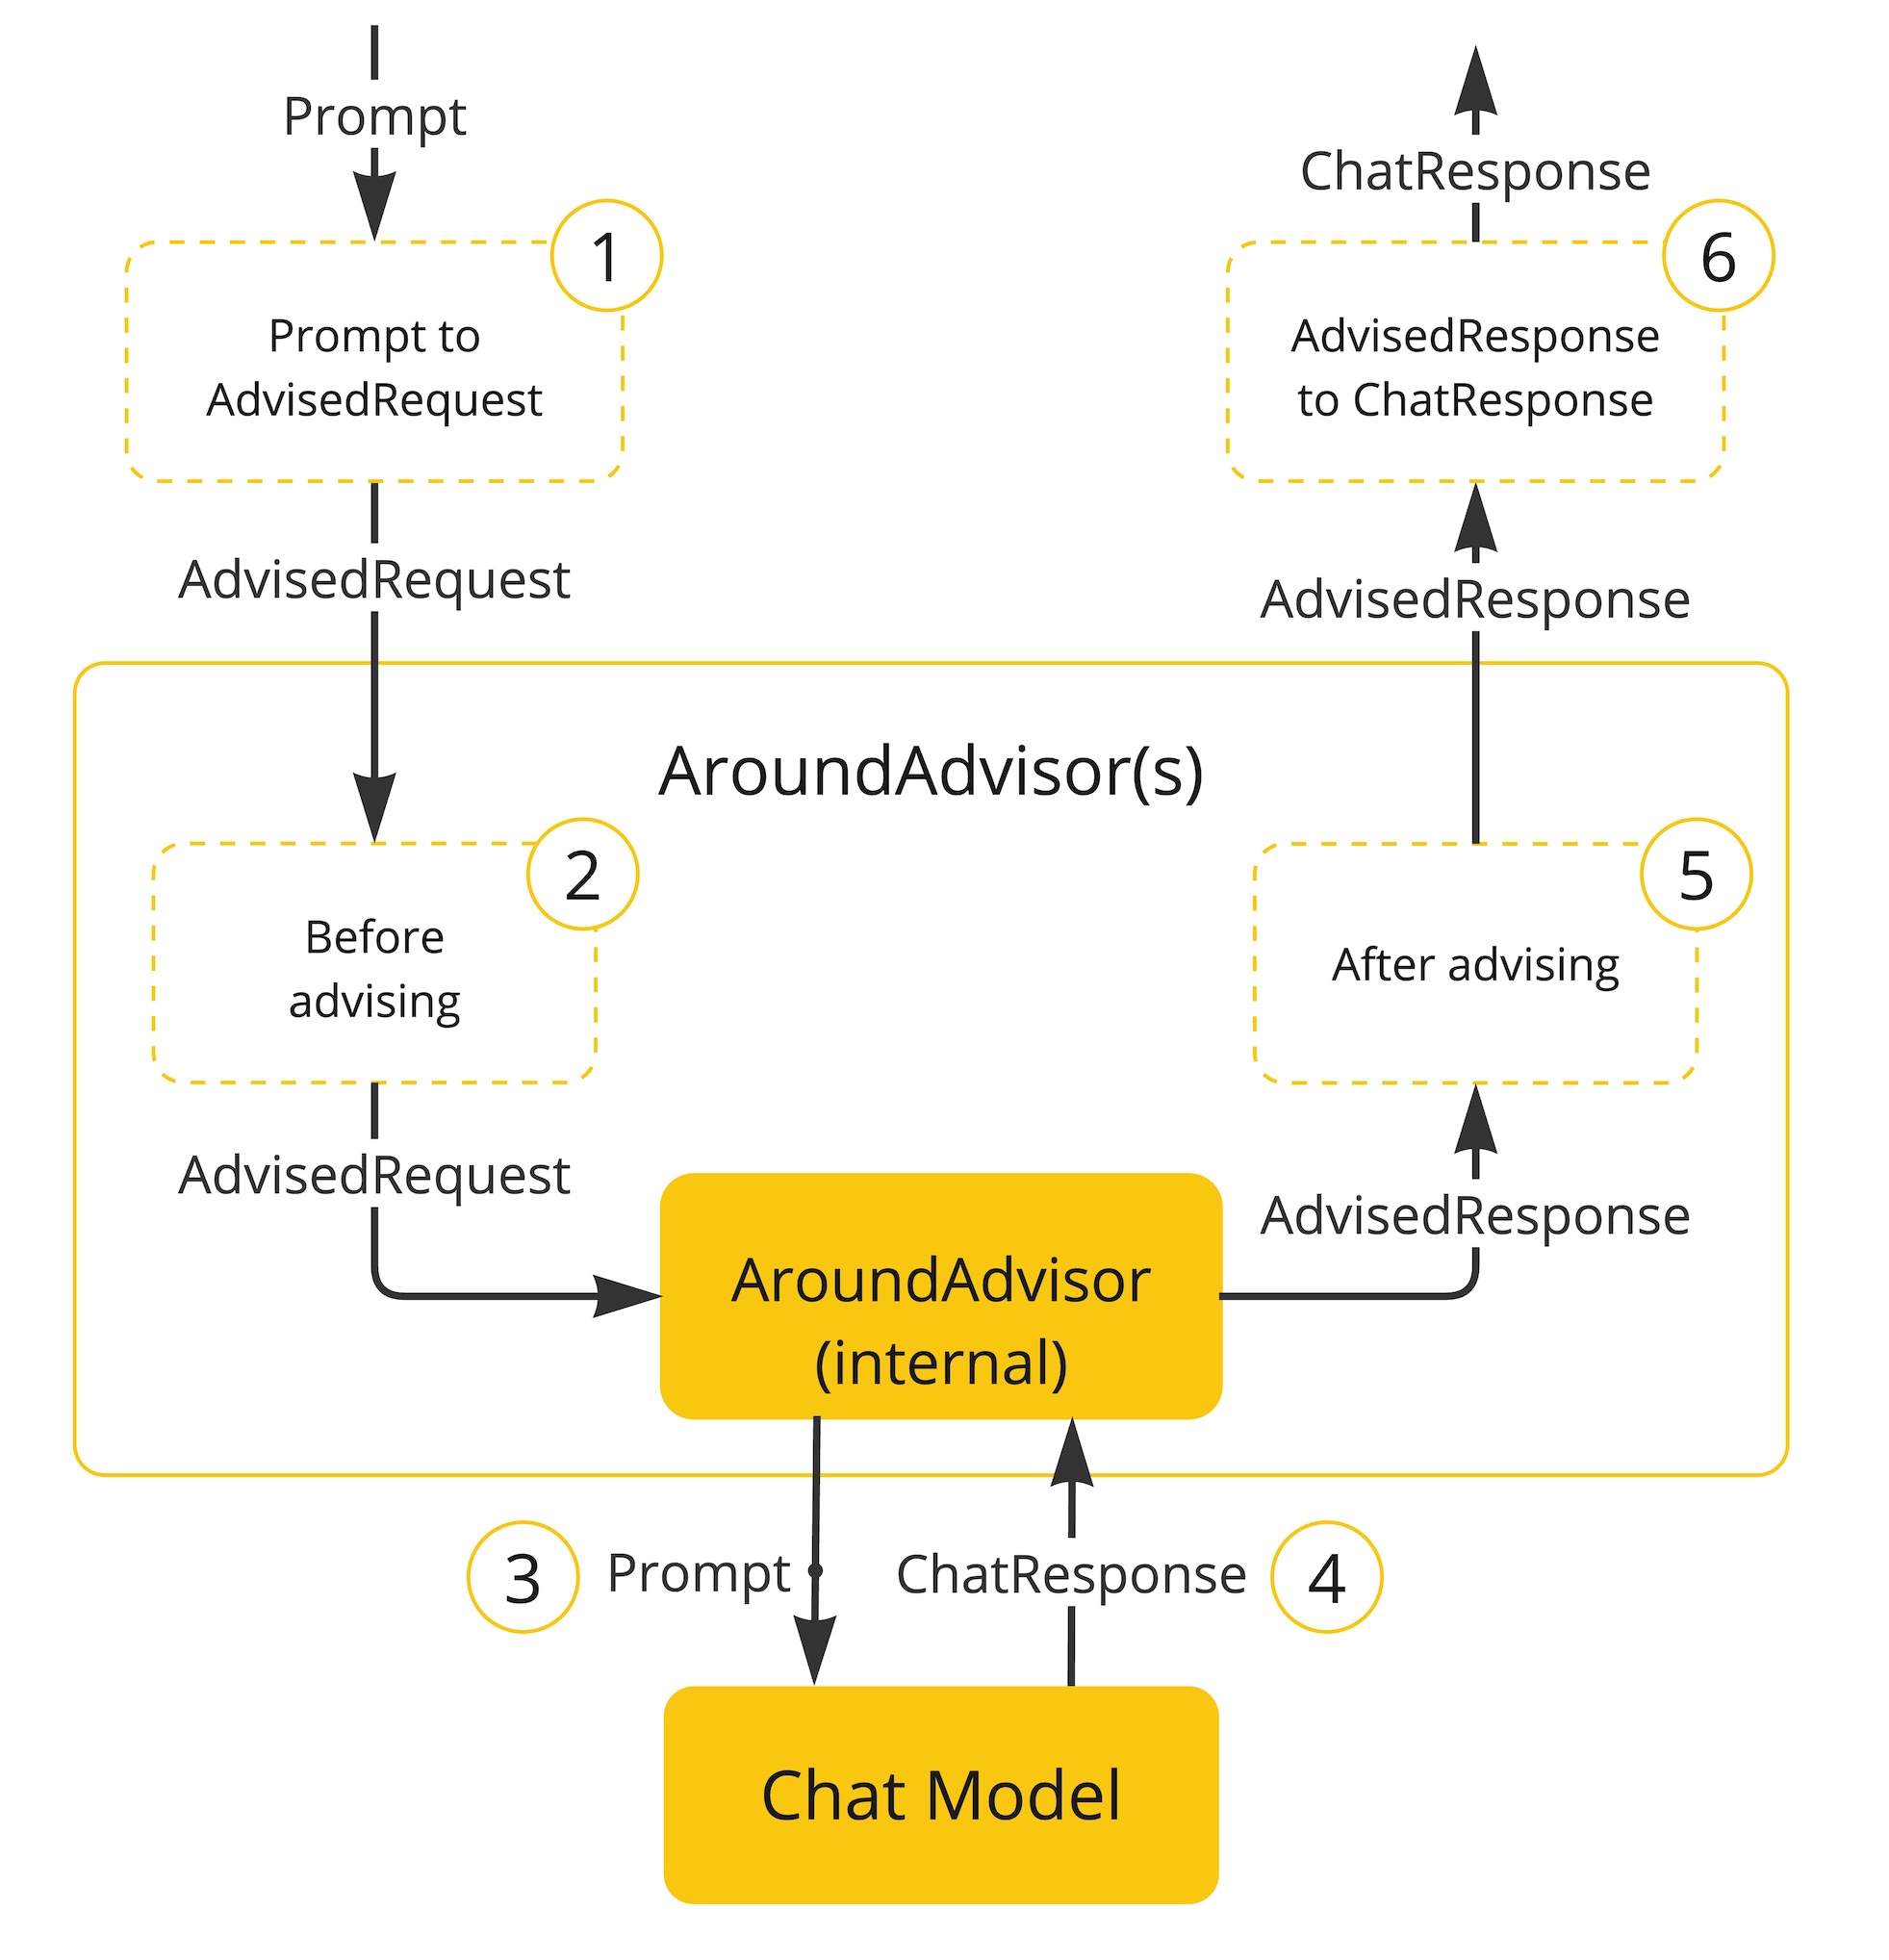 Prompt
1
Prompt to
AdvisedRequest
AdvisedRequest
ChatResponse
6
AdvisedResponse
to ChatResponse
AdvisedResponse
AroundAdvisor(s)
2
Before
advising
AdvisedRequest
5
After advising
AdvisedResponse
AroundAdvisor
(internal)
3
Prompt
ChatResponse
4
Chat Model